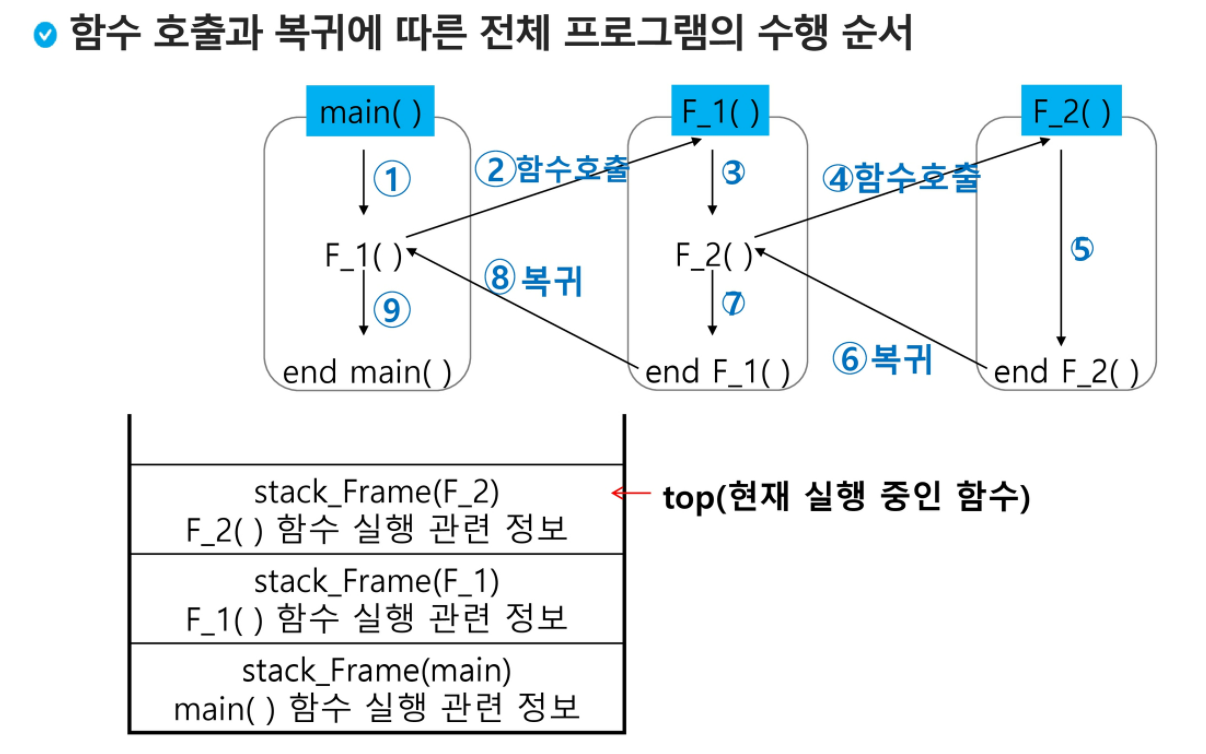 함수 호출과 복귀에 따른 전체 프로그램의 수행 순서
main( )
F_1( )
F_2( )
①
②함수호출
③
④함수호출
F_1( )
F_2( )
⑤
⑧복귀
⑨
⑦
⑥복귀
end main( )
end F_1( )
end F_2( )
stack_Frame(F_2)
F_2( ) 함수 실행 관련 정보
top(현재 실행 중인 함수)
stack_Frame(F_1)
F_1( ) 함수 실행 관련 정보
stack_Frame(main)
main( ) 함수 실행 관련 정보